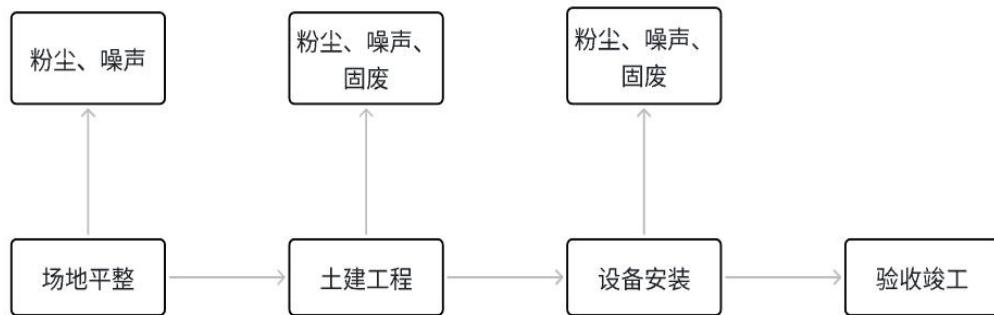 粉尘、噪声
粉尘、噪声、
固废
粉尘、噪声、
固废
场地平整
土建工程
设备安装
验收竣工